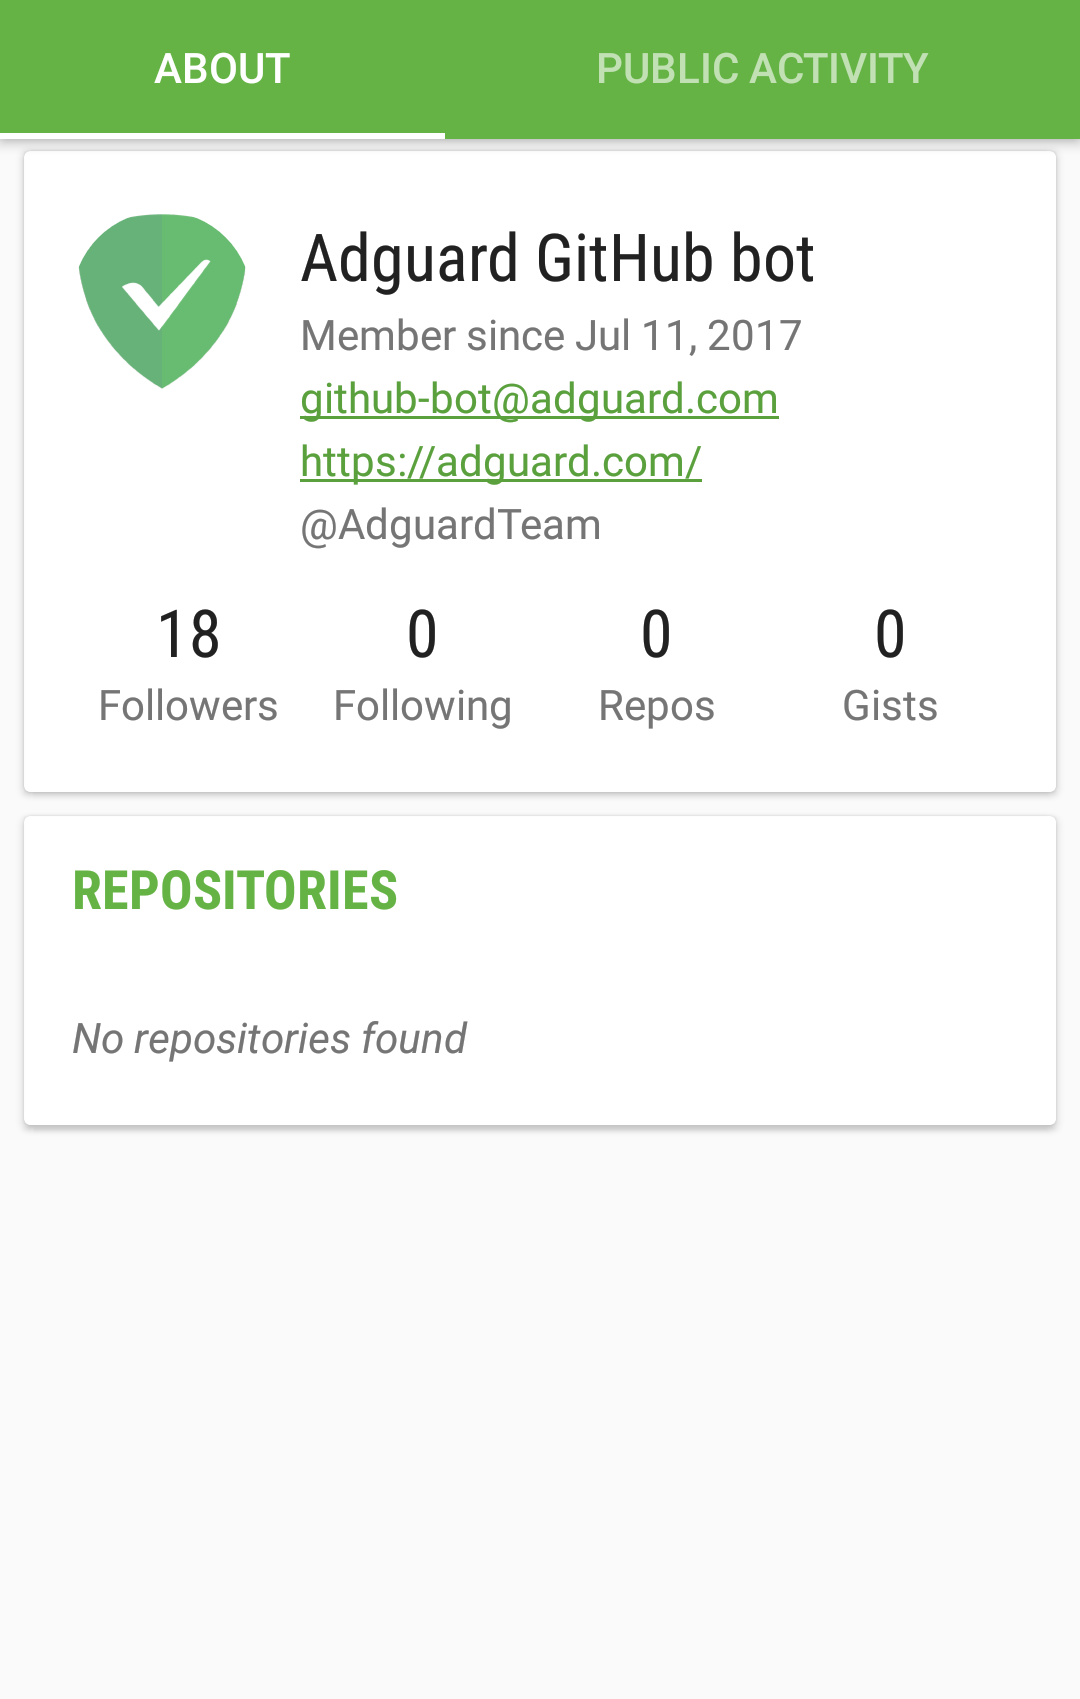 ABOUT PUBLIC ACTIVITY
Adguard GitHub bot
Member since Jul 11, 2017
github-bot@adguard.com
https://adguard.com/
@AdguardTeam
18 0 0 0
Followers Following Repos Gists
REPOSITORIES
No repositories found